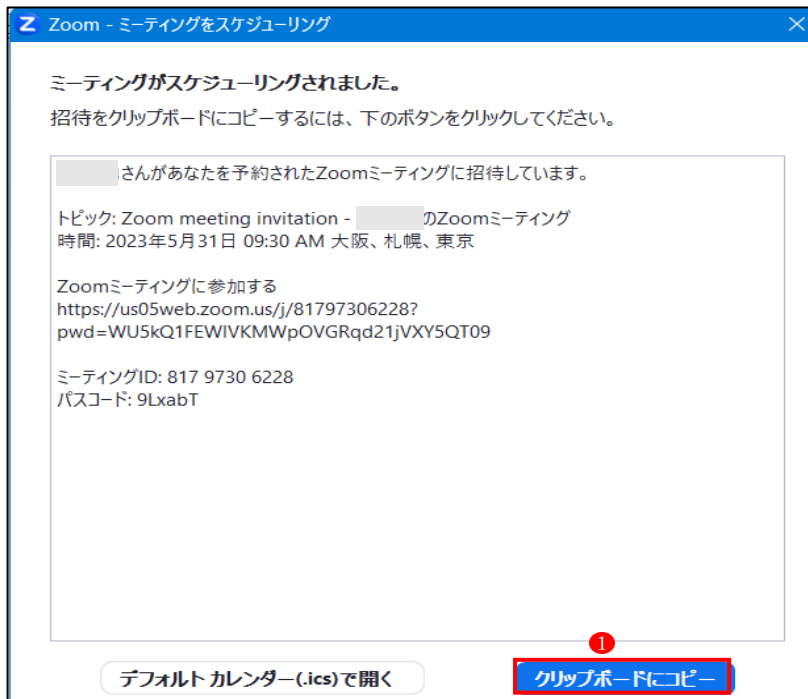 Z Zoom - ミーティングをスケジューリング
ミーティングがスケジューリングされました。
招待をクリップボードにコピーするには、下のボタンをクリックしてください。
さんがあなたを予約されたZoomミーティングに招待しています。
トピック: Zoom meeting invitation - のZoomミーティング
時間: 2023年5月31日 09:30 AM 大阪、札幌、東京
Zoomミーティングに参加する
https://us05web.zoom.us/j/81797306228?
pwd=WU5kQ1FEWlVKMWpOVGRqd21jVXY5QT09
ミーティングID: 817 9730 6228
パスコード: 9LxabT
1
デフォルト カレンダー(.ics)で開く
クリップボードにコピー